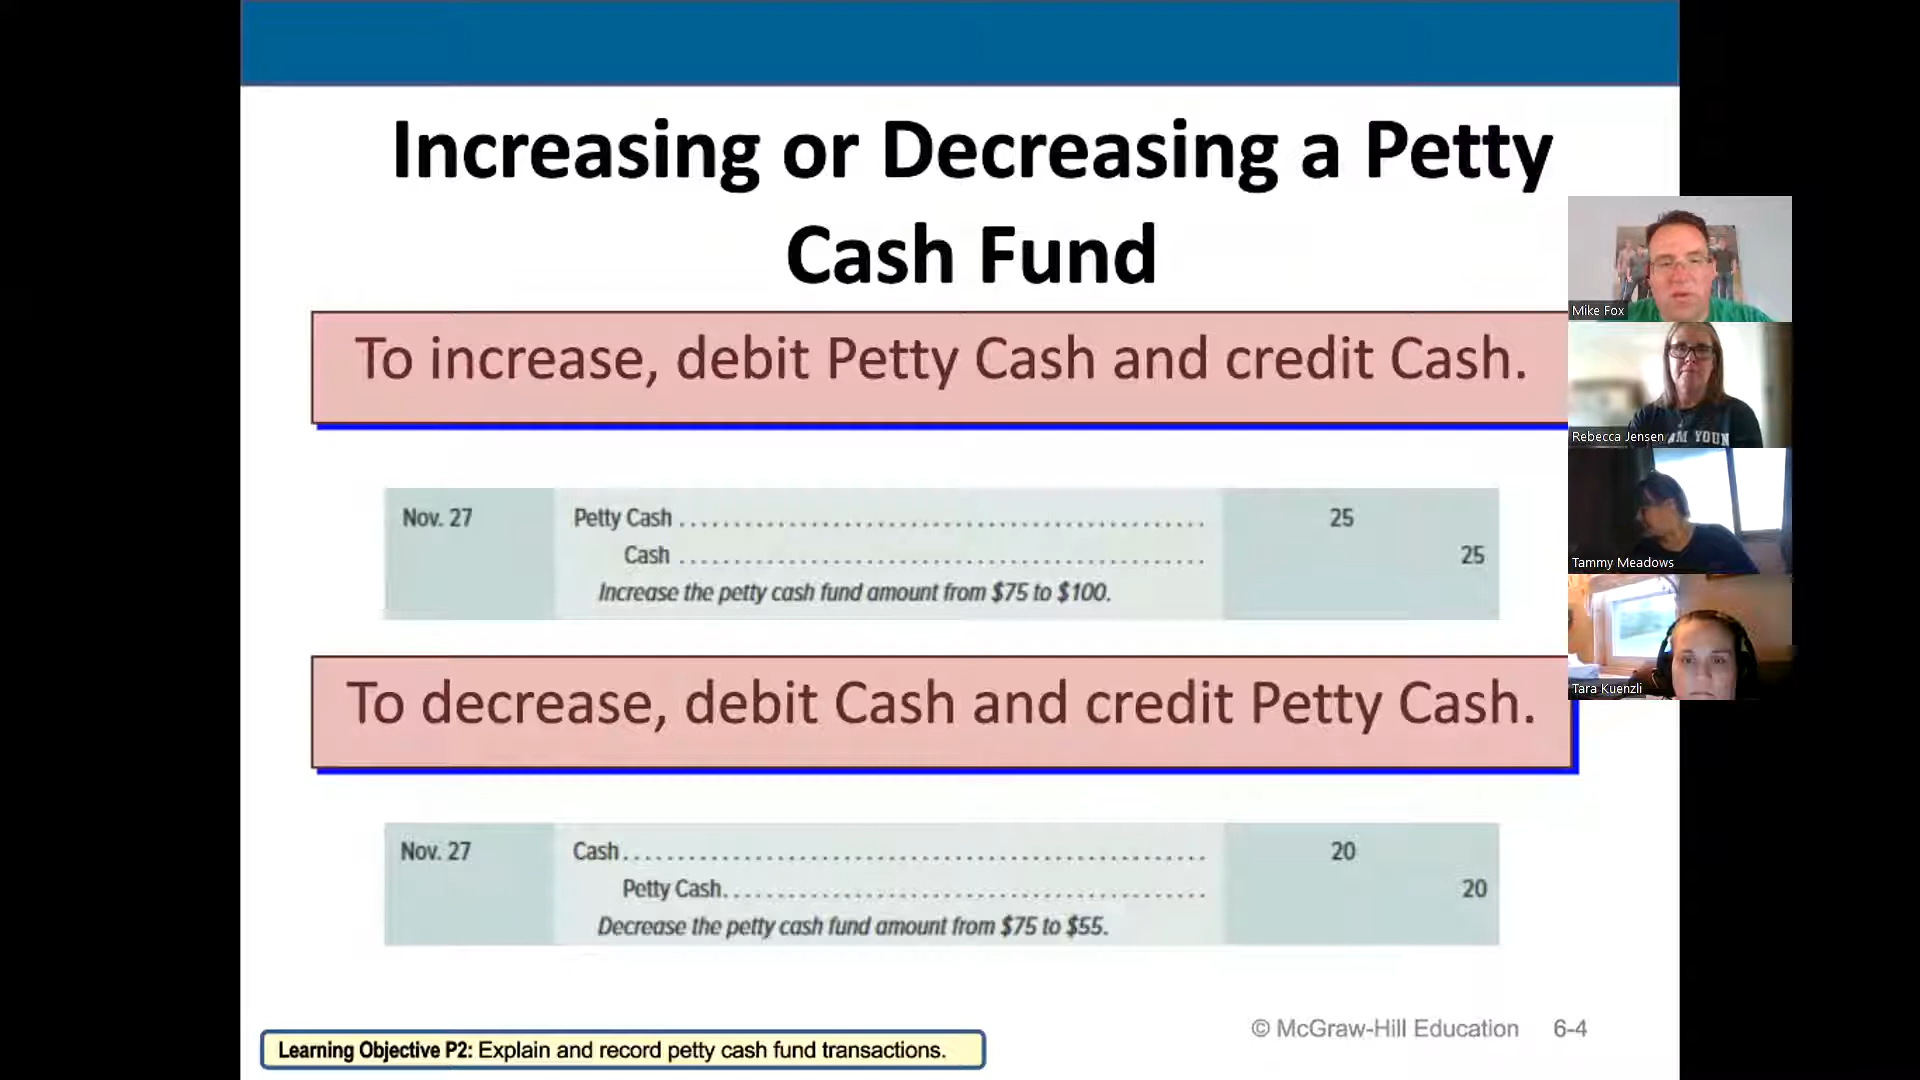 Increasing or Decreasing a Petty
Cash Fund
To increase, debit Petty Cash and credit Cash.
Nov. 27 Petty Cash 25
Cash 25
Increase the petty cash fund amount from $75 to $100.
To decrease, debit Cash and credit Petty Cash.
Nov. 27 Cash 20
Petty Cash 20
Decrease the petty cash fund amount from $75 to $55.
Learning Objective P2: Explain and record petty cash fund transactions.
© McGraw-Hill Education 6-4
Mike Fox
Rebecca Jensen
AM YOUN
Tammy Meadows
Tara Kuenzli